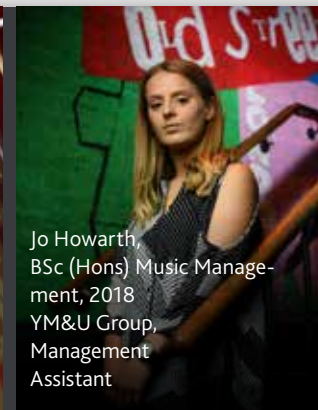 Old Stree
Jo Howarth,
BSc (Hons) Music Manage-
ment, 2018
YM&U Group,
Management
Assistant